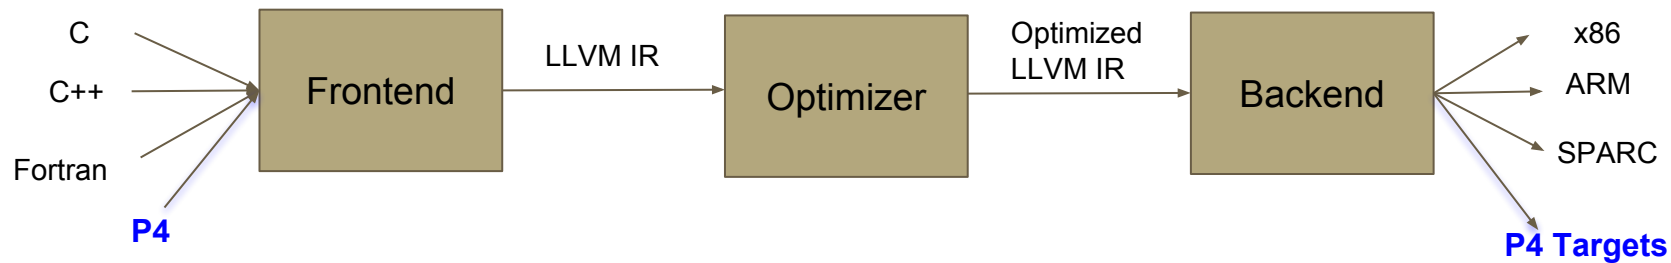 C
C++
Fortran
P4
Frontend
LLVM IR
Optimizer
Optimized
LLVM IR
Backend
x86
ARM
SPARC
P4 Targets